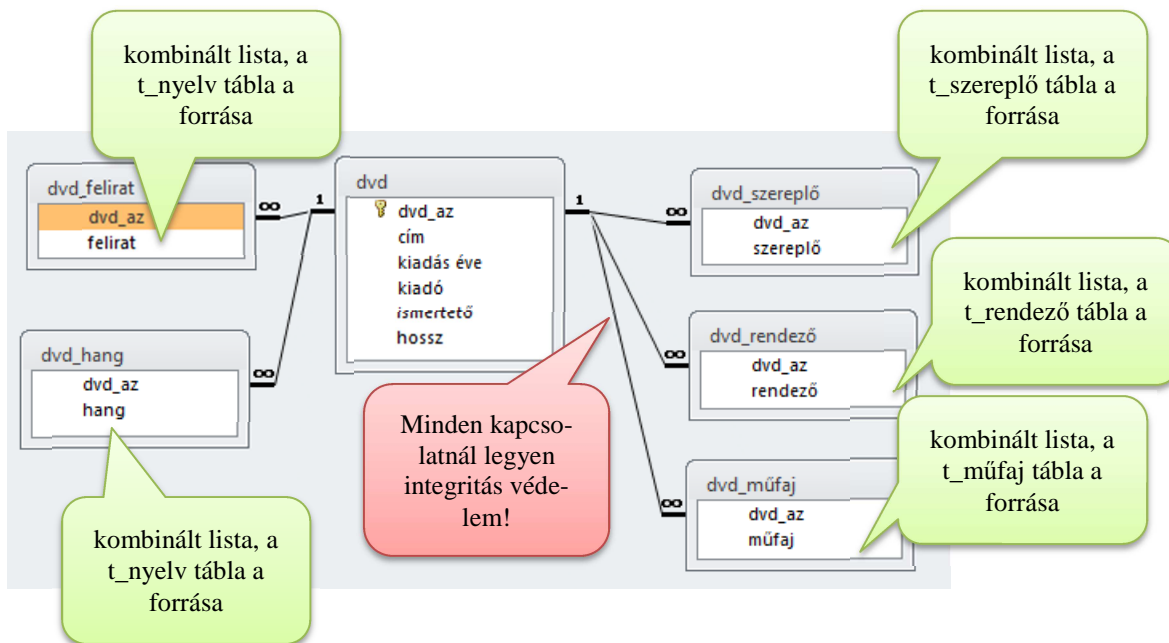 kombinált lista, a
t_nyelv tábla a
forrása
kombinált lista, a
t_szereplő tábla a
forrása
dvd_felirat
dvd_az
felirat
∞
1
dvd
dvd_az
cím
kiadás éve
kiadó
ismertető
hossz
1
∞
dvd_szereplő
dvd_az
szereplő
kombinált lista, a
t_rendező tábla a
forrása
dvd_hang
dvd_az
hang
∞
∞
dvd_rendező
dvd_az
rendező
Minden kapcso-
latnál legyen
integritás véde-
lem!
kombinált lista, a
t_műfaj tábla a
forrása
∞
dvd_műfaj
dvd_az
műfaj
kombinált lista, a
t_nyelv tábla a
forrása